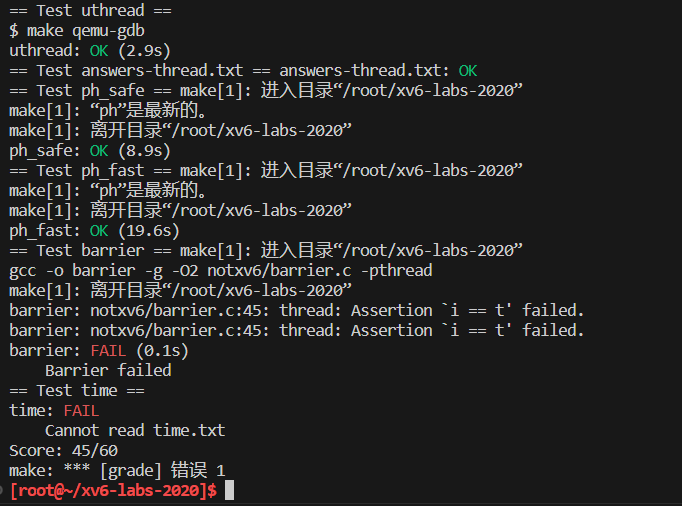 == Test uthread ==
$ make qemu-gdb
uthread: OK (2.9s)
== Test answers-thread.txt == answers-thread.txt: OK
== Test ph_safe == make[1]: 进入目录“/root/xv6-labs-2020”
make[1]: “ph”是最新的。
make[1]: 离开目录“/root/xv6-labs-2020”
ph_safe: OK (8.9s)
== Test ph_fast == make[1]: 进入目录“/root/xv6-labs-2020”
make[1]: “ph”是最新的。
make[1]: 离开目录“/root/xv6-labs-2020”
ph_fast: OK (19.6s)
== Test barrier == make[1]: 进入目录“/root/xv6-labs-2020”
gcc -o barrier -g -O2 notxv6/barrier.c -pthread
make[1]: 离开目录“/root/xv6-labs-2020”
barrier: notxv6/barrier.c:45: thread: Assertion `i == t' failed.
barrier: notxv6/barrier.c:45: thread: Assertion `i == t' failed.
barrier: FAIL (0.1s)
    Barrier failed
== Test time ==
time: FAIL
    Cannot read time.txt
Score: 45/60
make: *** [grade] 错误 1
[root@~/xv6-labs-2020]$